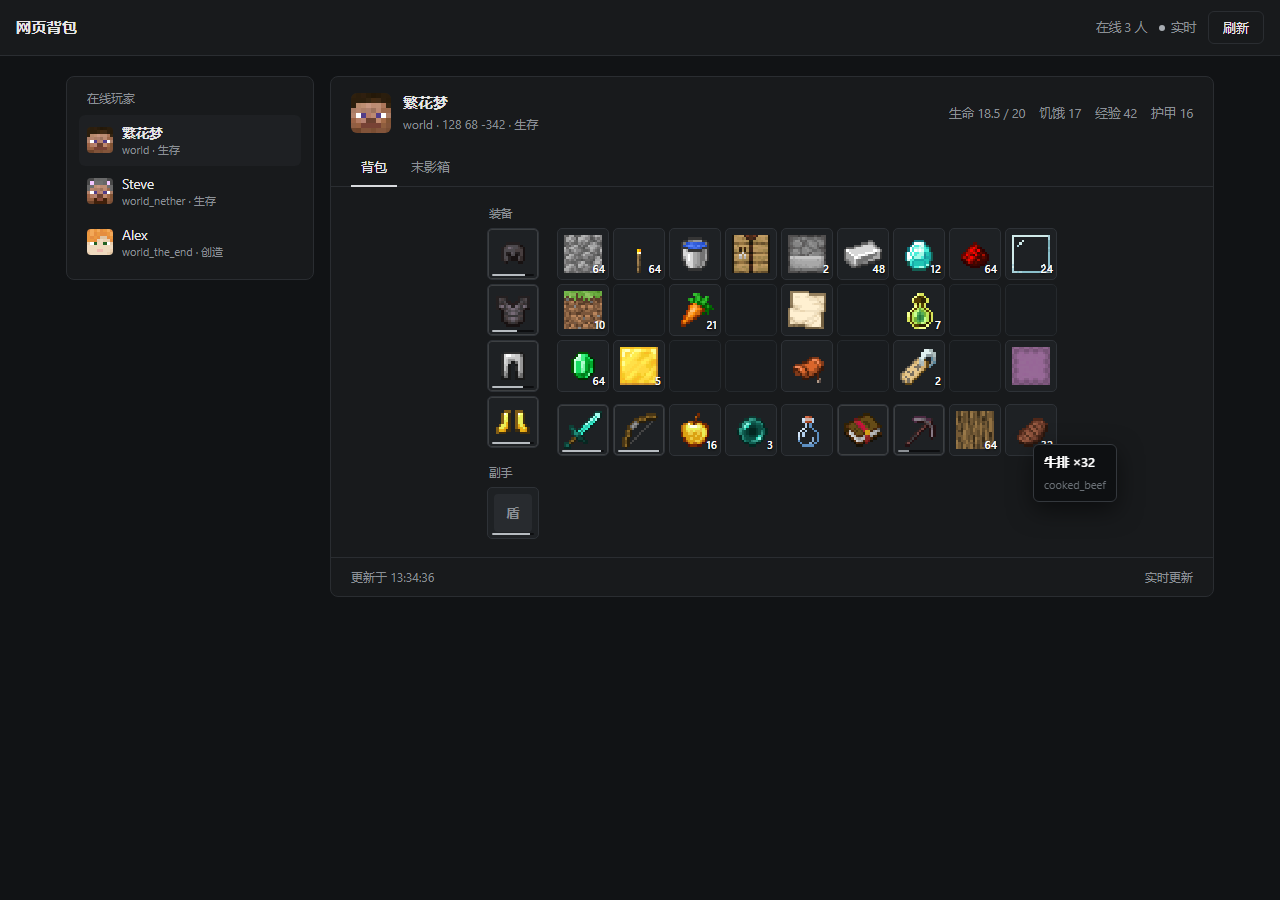 网页背包
在线 3 人 ● 实时 刷新
在线玩家
繁花梦
world · 生存
Steve
world_nether · 生存
Alex
world_the_end · 创造
繁花梦
world · 128 68 -342 · 生存
生命 18.5 / 20 饥饿 17 经验 42 护甲 16
背包 末影箱
装备
64 64 2 48 12 64 24
10 21 7
64 5 2
16 3 64 32
牛排 ×32
cooked_beef
副手
盾
更新于 13:34:36
实时更新